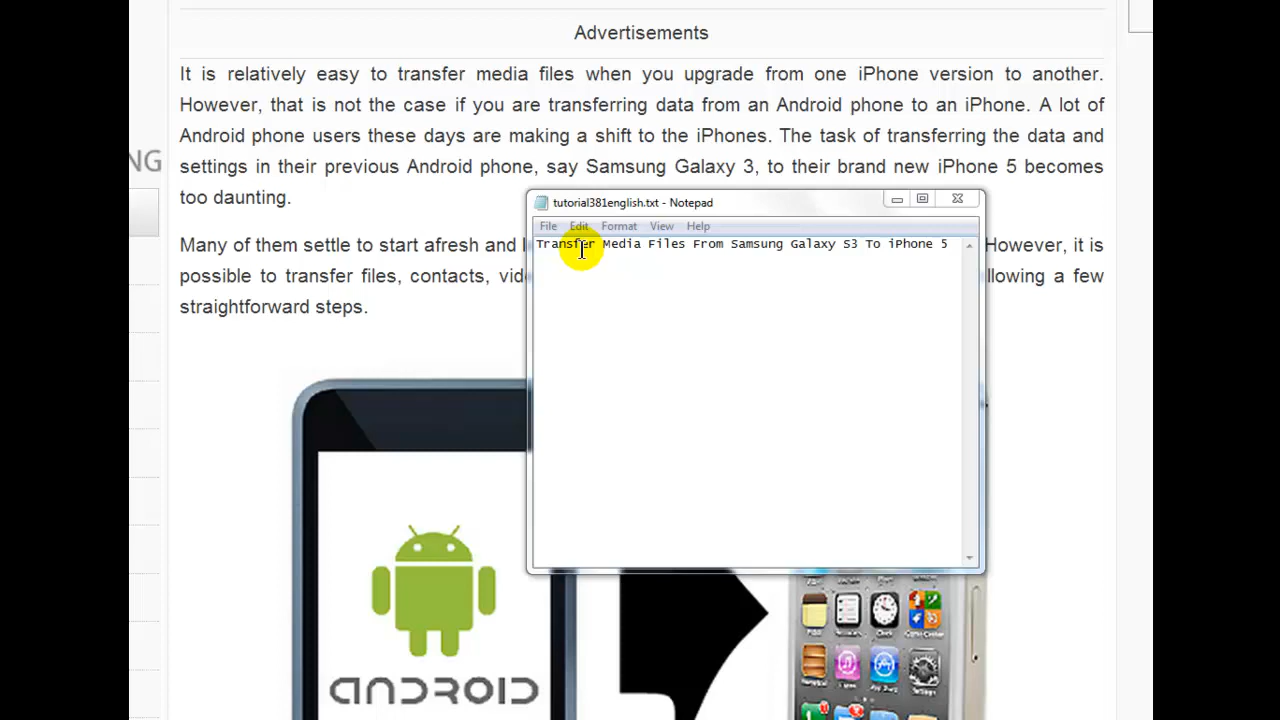 Advertisements
It is relatively easy to transfer media files when you upgrade from one iPhone version to another.
However, that is not the case if you are transferring data from an Android phone to an iPhone. A lot of
Android phone users these days are making a shift to the iPhones. The task of transferring the data and
NG
settings in their previous Android phone, say Samsung Galaxy 3, to their brand new iPhone 5 becomes
too daunting.
tutorial381english.txt - Notepad
File Edit Format View Help
Transfer Media Files From Samsung Galaxy S3 To iPhone 5
Many of them settle to start afresh and
However, it is
possible to transfer files, contacts,
llowing a few
straightforward steps.
ANDROID